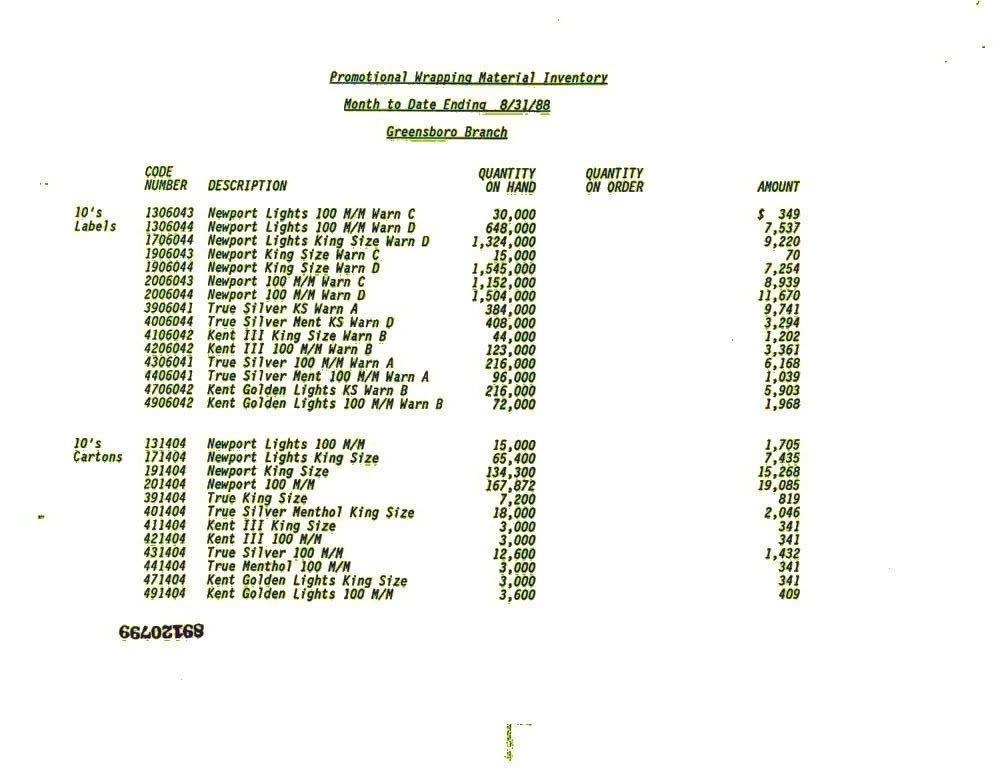 Promotional Wrapping Material Inventory
Month to Date Ending 8/31/88
Greensboro Branch
CODE NUMBER DESCRIPTION QUANTITY ON HAND QUANTITY ON ORDER AMOUNT
10's 1306043 Newport Lights 100 M/M Warn C 30,000 $ 349
Labels 1306044 Newport Lights 100 M/M Warn D 648,000 7,537
1706044 Newport Lights King Size Warn D 1,324,000 9,220
1906043 Newport King Size Warn C 15,000 70
1906044 Newport King Size Warn D 1,545,000 7,254
2006043 Newport 100 M/M Warn C 1,152,000 8,939
2006044 Newport 100 M/M Warn D 1,504,000 11,670
3906041 True Silver KS Warn A 384,000 9,741
4006044 True Silver Ment KS Warn D 408,000 3,294
4106042 Kent III King Size Warn B 44,000 1,202
4206042 Kent III 100 M/M Warn B 123,000 3,361
4306041 True Silver 100 M/M Warn A 216,000 6,168
4406041 True Silver Ment 100 M/M Warn A 96,000 1,039
4706042 Kent Golden Lights KS Warn B 216,000 5,903
4906042 Kent Golden Lights 100 M/M Warn B 72,000 1,968
10's 131404 Newport Lights 100 M/M 15,000 1,705
Cartons 171404 Newport Lights King Size 65,400 7,435
191404 Newport King Size 134,300 15,268
201404 Newport 100 M/M 167,872 19,085
391404 True King Size 7,200 819
401404 True Silver Menthol King Size 18,000 2,046
411404 Kent III King Size 3,000 341
421404 Kent III 100 M/M 3,000 341
431404 True Silver 100 M/M 12,600 1,432
441404 True Menthol 100 M/M 3,000 341
471404 Kent Golden Lights King Size 3,000 341
491404 Kent Golden Lights 100 M/M 3,600 409
89120799